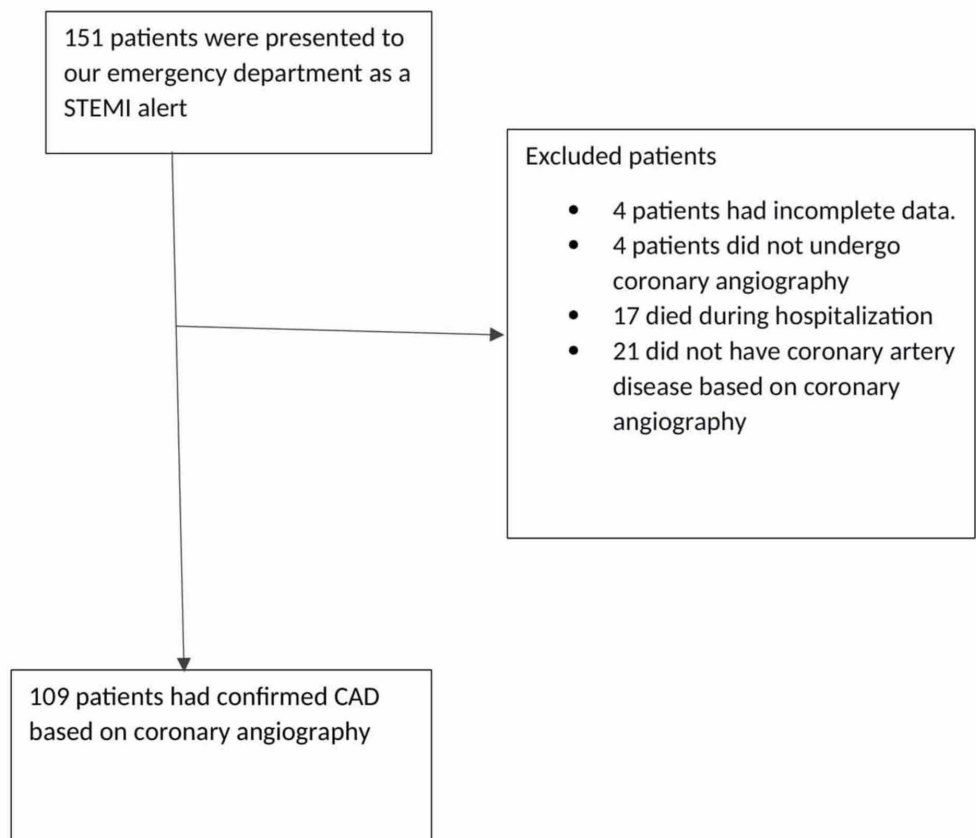 151 patients were presented to
our emergency department as a
STEMI alert
Excluded patients
• 4 patients had incomplete data.
• 4 patients did not undergo
coronary angiography
• 17 died during hospitalization
• 21 did not have coronary artery
disease based on coronary
angiography
109 patients had confirmed CAD
based on coronary angiography